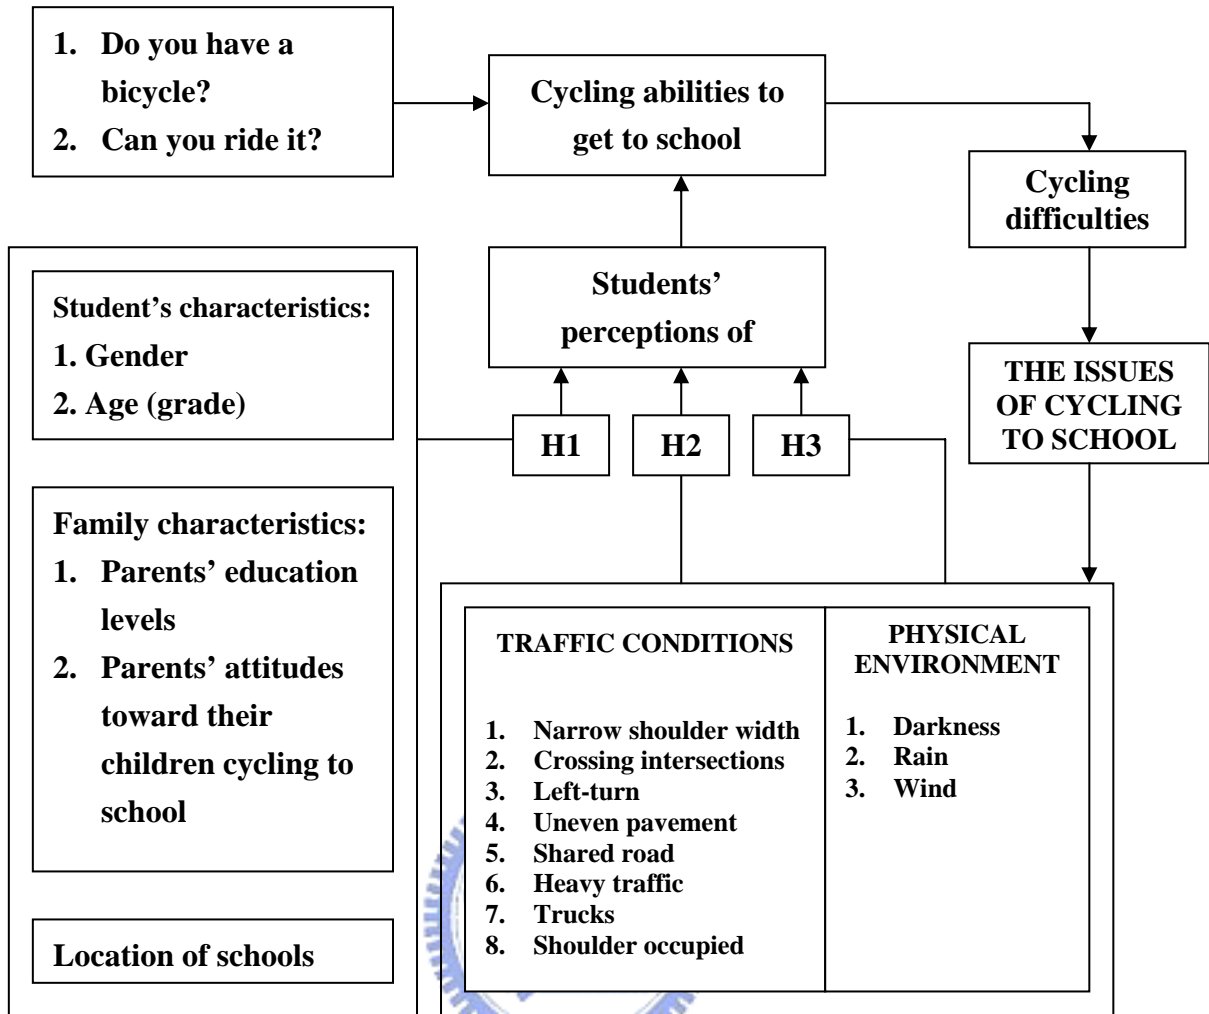 1. Do you have a
bicycle?
2. Can you ride it?
Cycling abilities to
get to school
Cycling
difficulties
Students’
perceptions of
THE ISSUES
OF CYCLING
TO SCHOOL
H1
H2
H3
Student’s characteristics:
1. Gender
2. Age (grade)
Family characteristics:
1. Parents’ education
levels
2. Parents’ attitudes
toward their
children cycling to
school
Location of schools
TRAFFIC CONDITIONS
1. Narrow shoulder width
2. Crossing intersections
3. Left-turn
4. Uneven pavement
5. Shared road
6. Heavy traffic
7. Trucks
8. Shoulder occupied
PHYSICAL
ENVIRONMENT
1. Darkness
2. Rain
3. Wind